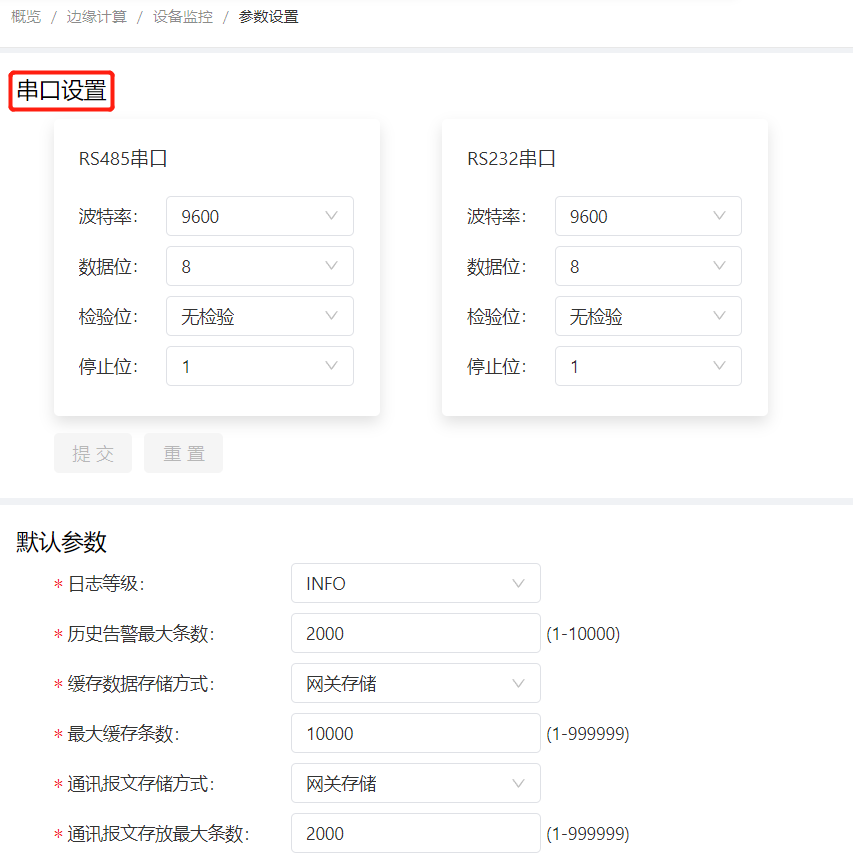 概览 / 边缘计算 / 设备监控 / 参数设置
串口设置
RS485串口
波特率: 9600
数据位: 8
检验位: 无检验
停止位: 1
RS232串口
波特率: 9600
数据位: 8
检验位: 无检验
停止位: 1
提 交 重 置
默认参数
* 日志等级: INFO
* 历史告警最大条数: 2000 (1-10000)
* 缓存数据存储方式: 网关存储
* 最大缓存条数: 10000 (1-999999)
* 通讯报文存储方式: 网关存储
* 通讯报文存放最大条数: 2000 (1-999999)